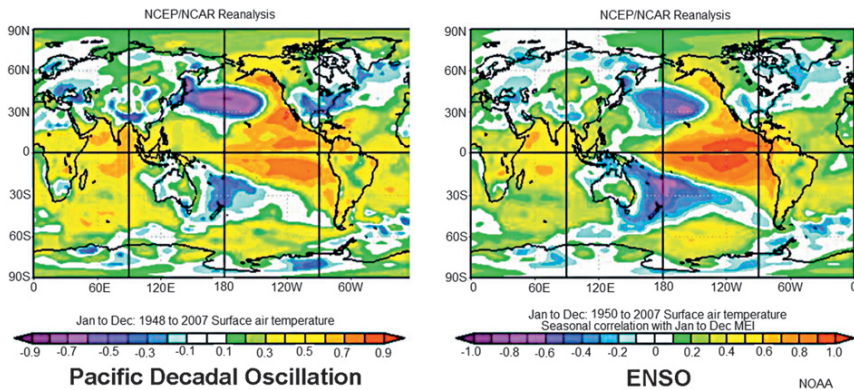 NCEP/NCAR Reanalysis
90N
60N
30N
0
30S
60S
90S
0 60E 120E 180 120W 60W
Jan to Dec: 1948 to 2007 Surface air temperature
-0.9 -0.7 -0.5 -0.3 -0.1 0.1 0.3 0.5 0.7 0.9
Pacific Decadal Oscillation
NCEP/NCAR Reanalysis
90N
60N
30N
0
30S
60S
90S
0 60E 120E 180 120W 60W 0
Jan to Dec: 1950 to 2007 Surface air temperature
Seasonal correlation with Jan to Dec MEI
-1.0 -0.8 -0.6 -0.4 -0.2 0 0.2 0.4 0.6 0.8 1.0
ENSO
NOAA